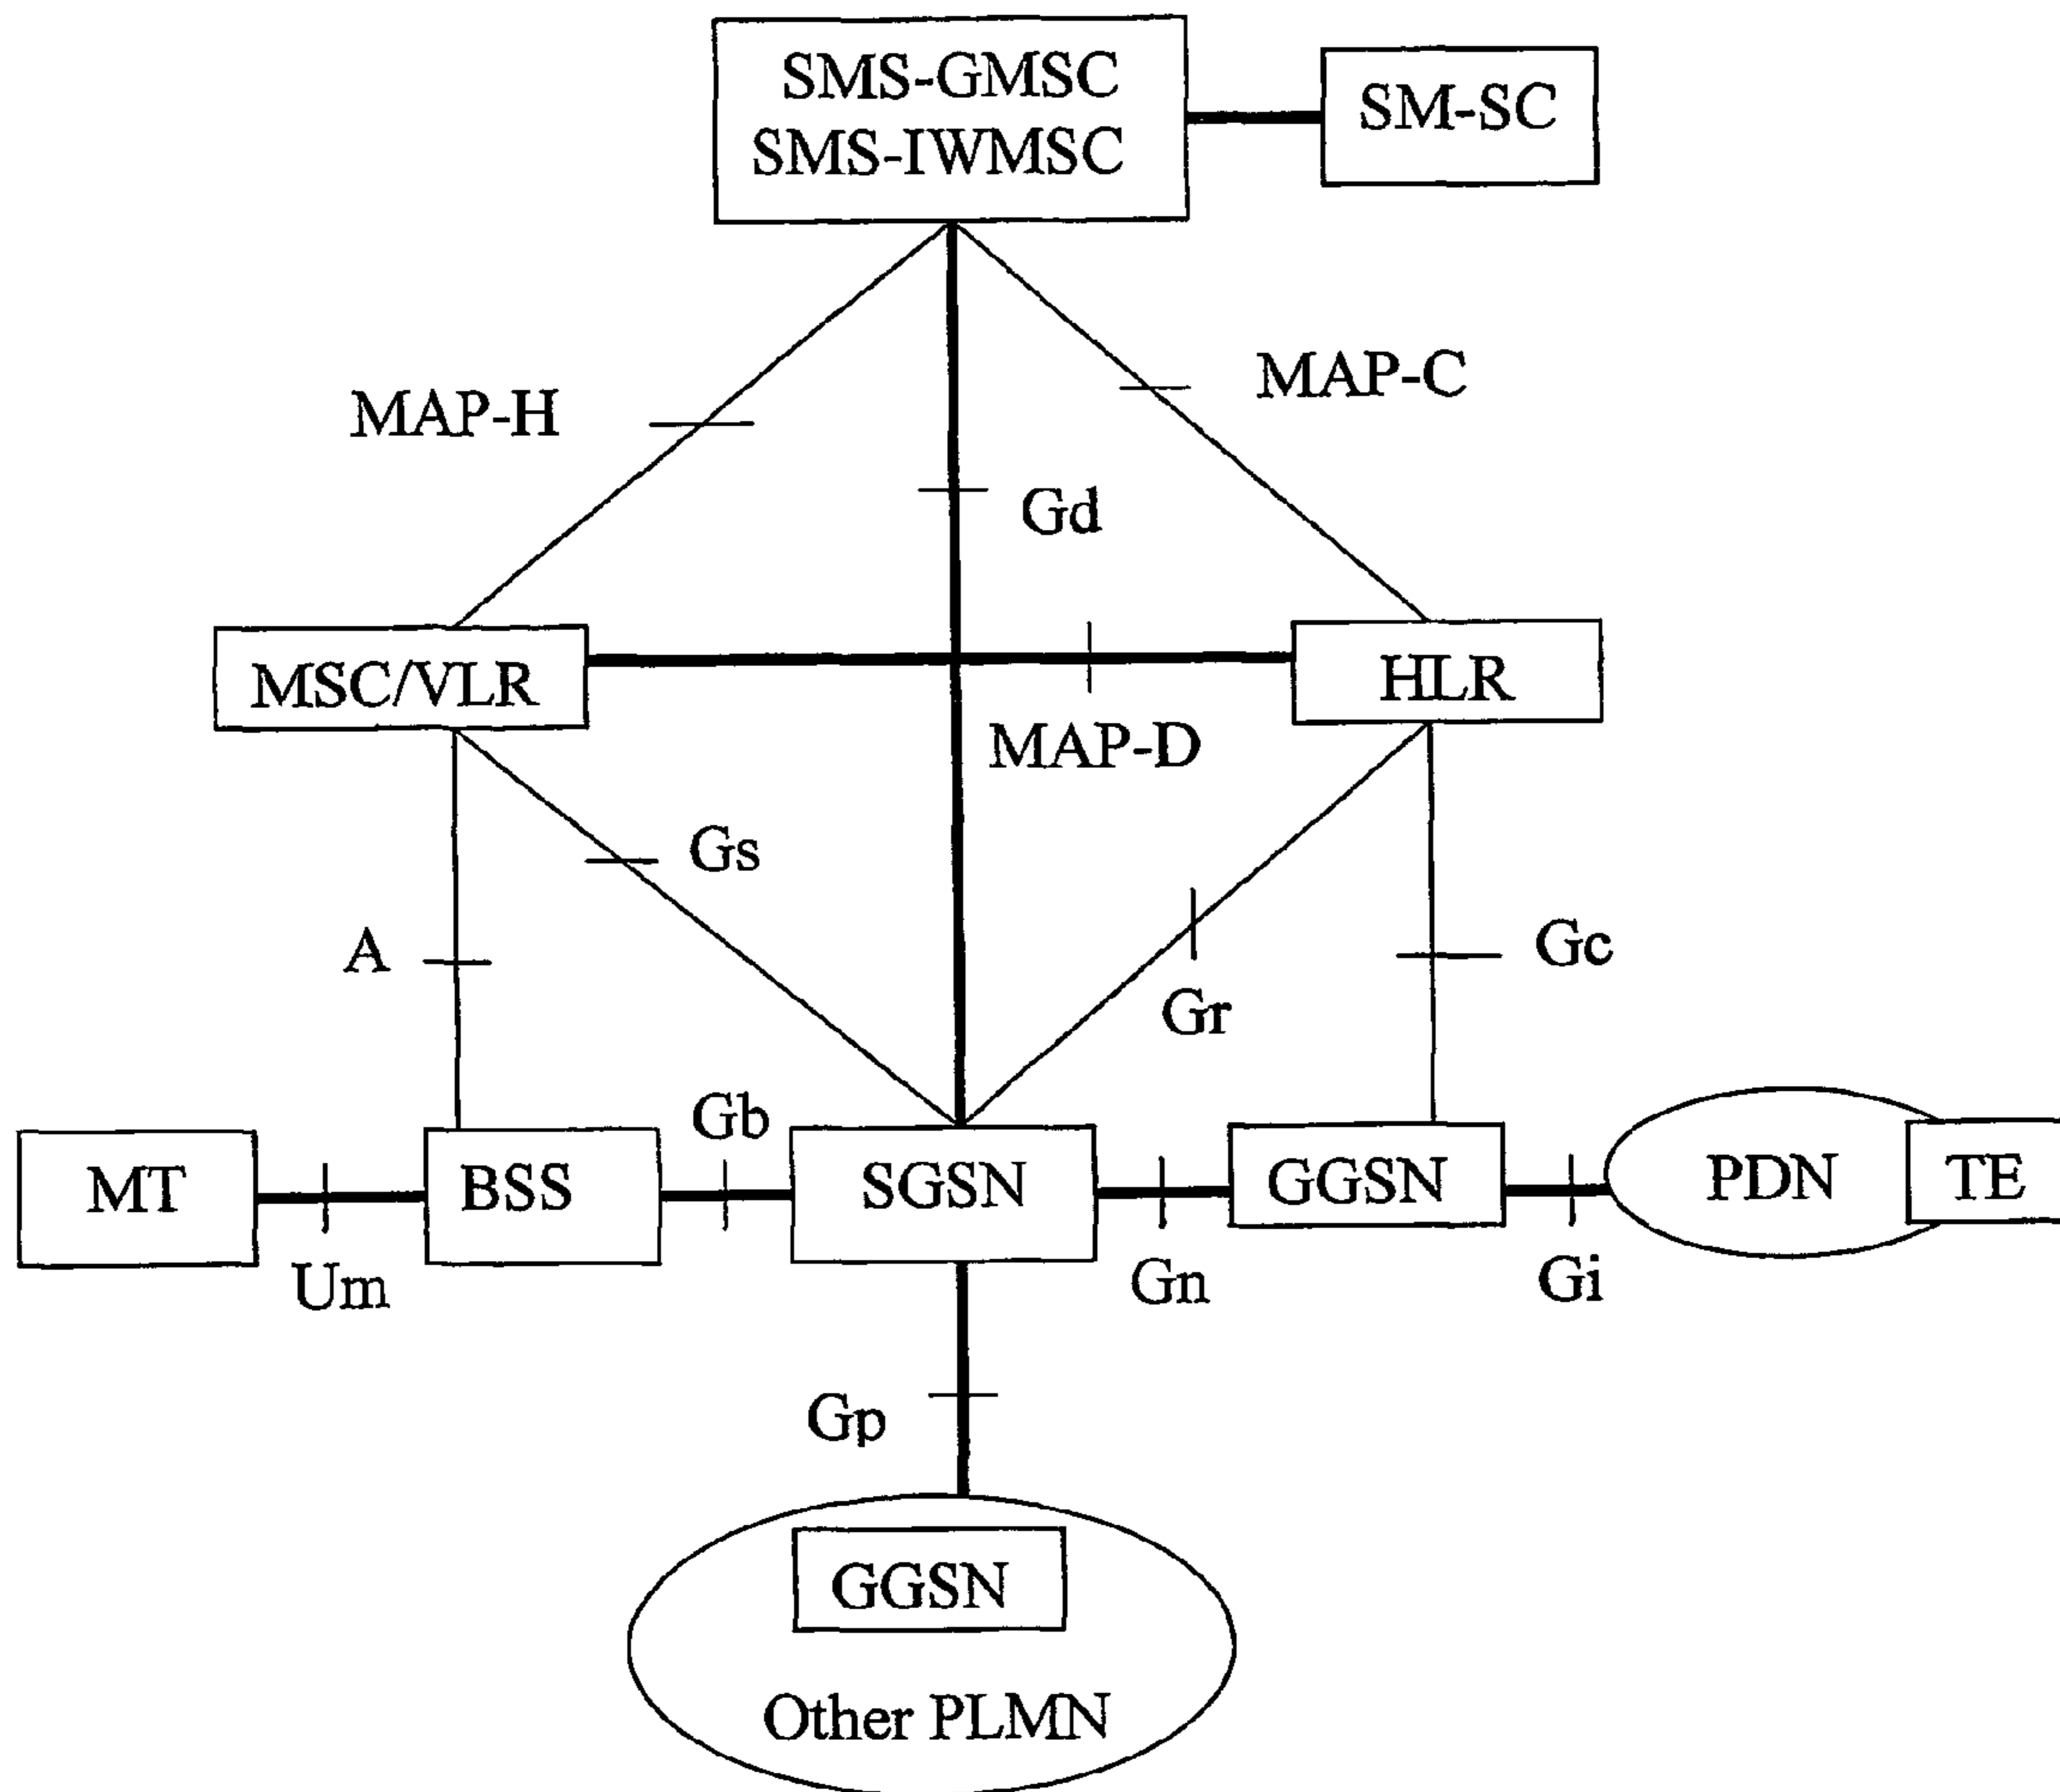 SMS-GMSC
SMS-IWMSC
SM-SC
MAP-H
MAP-C
Gd
MSC/VLR
HLR
MAP-D
Gs
A
Gr
Gc
Gb
MT
BSS
SGSN
GGSN
PDN
TE
Um
Gn
Gi
Gp
GGSN
Other PLMN